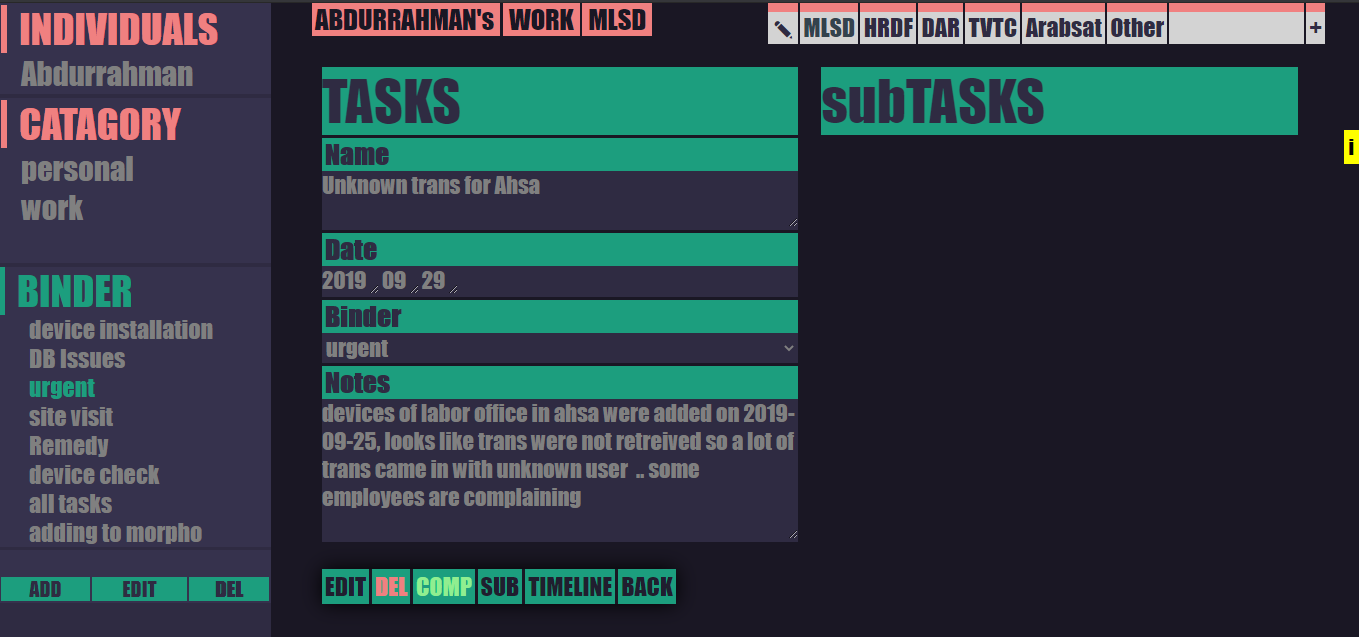 INDIVIDUALS
Abdurrahman
CATAGORY
personal
work
BINDER
device installation
DB Issues
urgent
site visit
Remedy
device check
all tasks
adding to morpho
ADD EDIT DEL
ABDURRAHMAN's WORK MLSD
MLSD HRDF DAR TVTC Arabsat Other +
TASKS
Name
Unknown trans for Ahsa
Date
2019 09 29
Binder
urgent
Notes
devices of labor office in ahsa were added on 2019-
09-25, looks like trans were not retreived so a lot of
trans came in with unknown user .. some
employees are complaining
EDIT DEL COMP SUB TIMELINE BACK
subTASKS
i